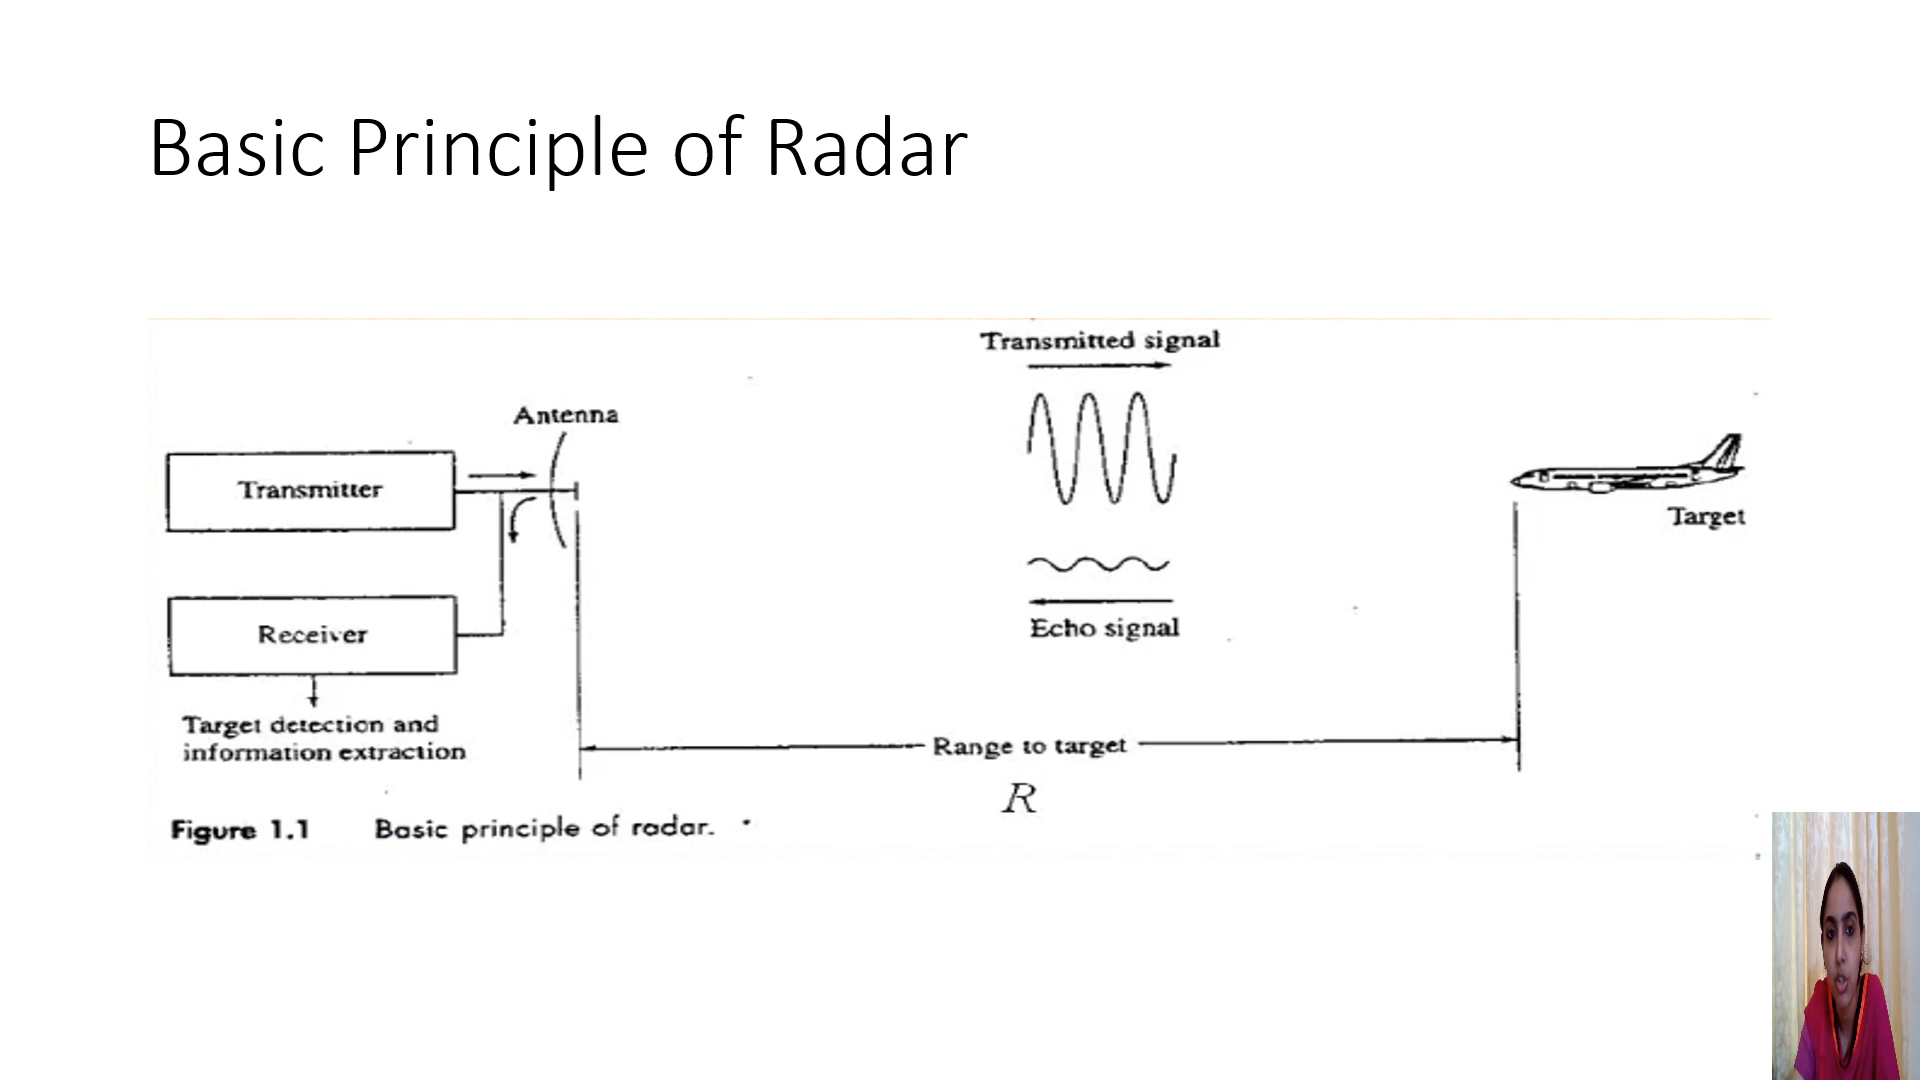 Basic Principle of Radar
Transmitted signal
Antenna
Transmitter
Target
Receiver
Echo signal
Target detection and
information extraction
Range to target
R
Figure 1.1 Basic principle of radar.